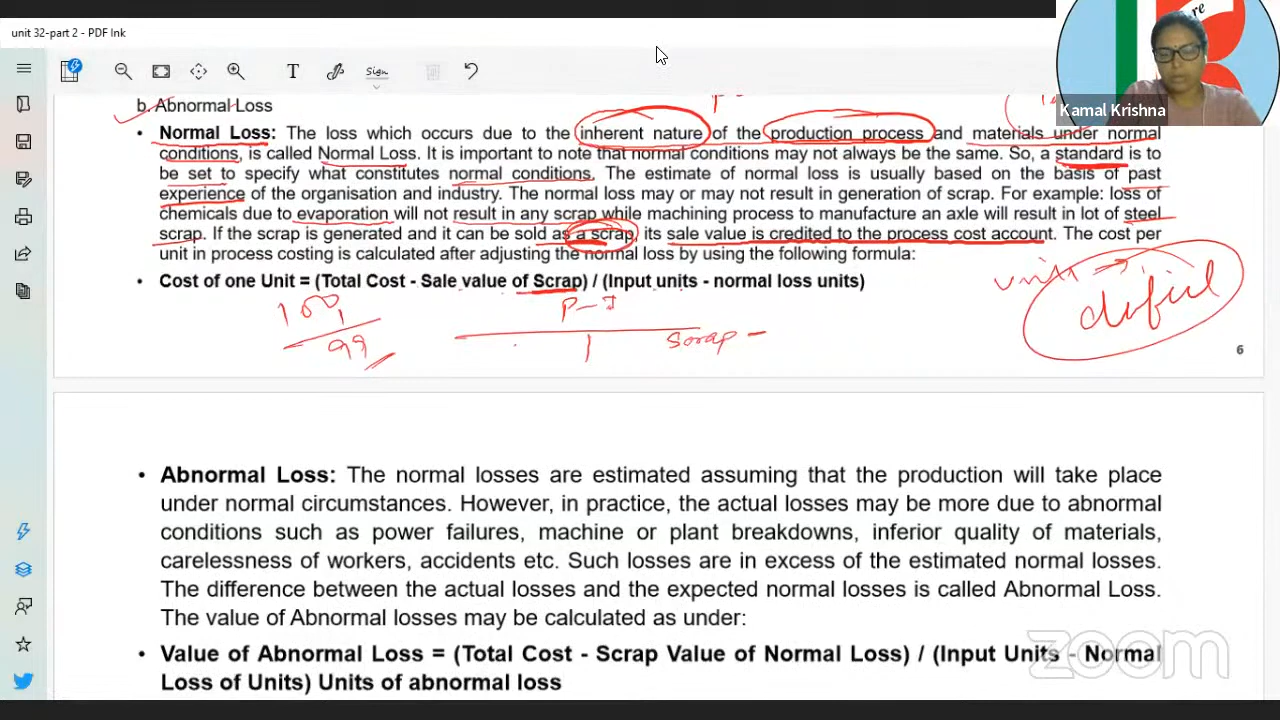 unit 32-part 2 - PDF Ink
T
Sign
re
Kamal Krishna
b. Abnormal Loss
• Normal Loss: The loss which occurs due to the inherent nature of the production process and materials under normal
conditions, is called Normal Loss. It is important to note that normal conditions may not always be the same. So, a standard is to
be set to specify what constitutes normal conditions. The estimate of normal loss is usually based on the basis of past
experience of the organisation and industry. The normal loss may or may not result in generation of scrap. For example: loss of
chemicals due to evaporation will not result in any scrap while machining process to manufacture an axle will result in lot of steel
scrap. If the scrap is generated and it can be sold as a scrap, its sale value is credited to the process cost account. The cost per
unit in process costing is calculated after adjusting the normal loss by using the following formula:
• Cost of one Unit = (Total Cost - Sale value of Scrap) / (Input units - normal loss units)
100
99
P-I
Scrap -
units →
6
• Abnormal Loss: The normal losses are estimated assuming that the production will take place
under normal circumstances. However, in practice, the actual losses may be more due to abnormal
conditions such as power failures, machine or plant breakdowns, inferior quality of materials,
carelessness of workers, accidents etc. Such losses are in excess of the estimated normal losses.
The difference between the actual losses and the expected normal losses is called Abnormal Loss.
The value of Abnormal losses may be calculated as under:
• Value of Abnormal Loss = (Total Cost - Scrap Value of Normal Loss) / (Input Units - Normal
Loss of Units) Units of abnormal loss
zoom